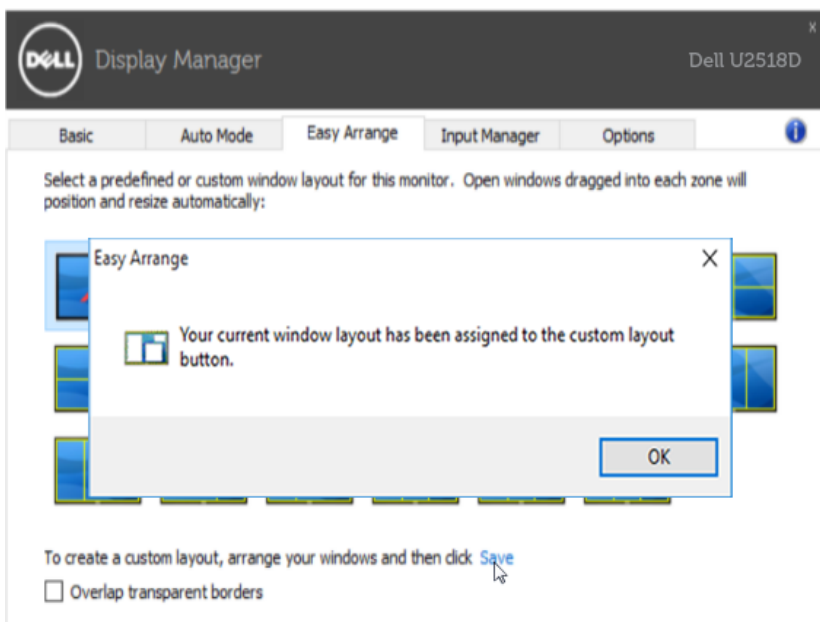 DELL
Display Manager
Dell U2518D
x
Basic
Auto Mode
Easy Arrange
Input Manager
Options
i
Select a predefined or custom window layout for this monitor. Open windows dragged into each zone will
position and resize automatically:
Easy Arrange
Your current window layout has been assigned to the custom layout
button.
OK
To create a custom layout, arrange your windows and then click Save
Overlap transparent borders